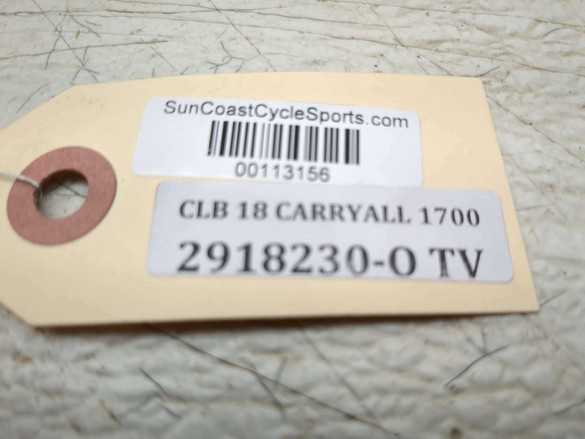 SunCoastCycleSports.com
00113156
CLB 18 CARRYALL 1700
2918230-O TV